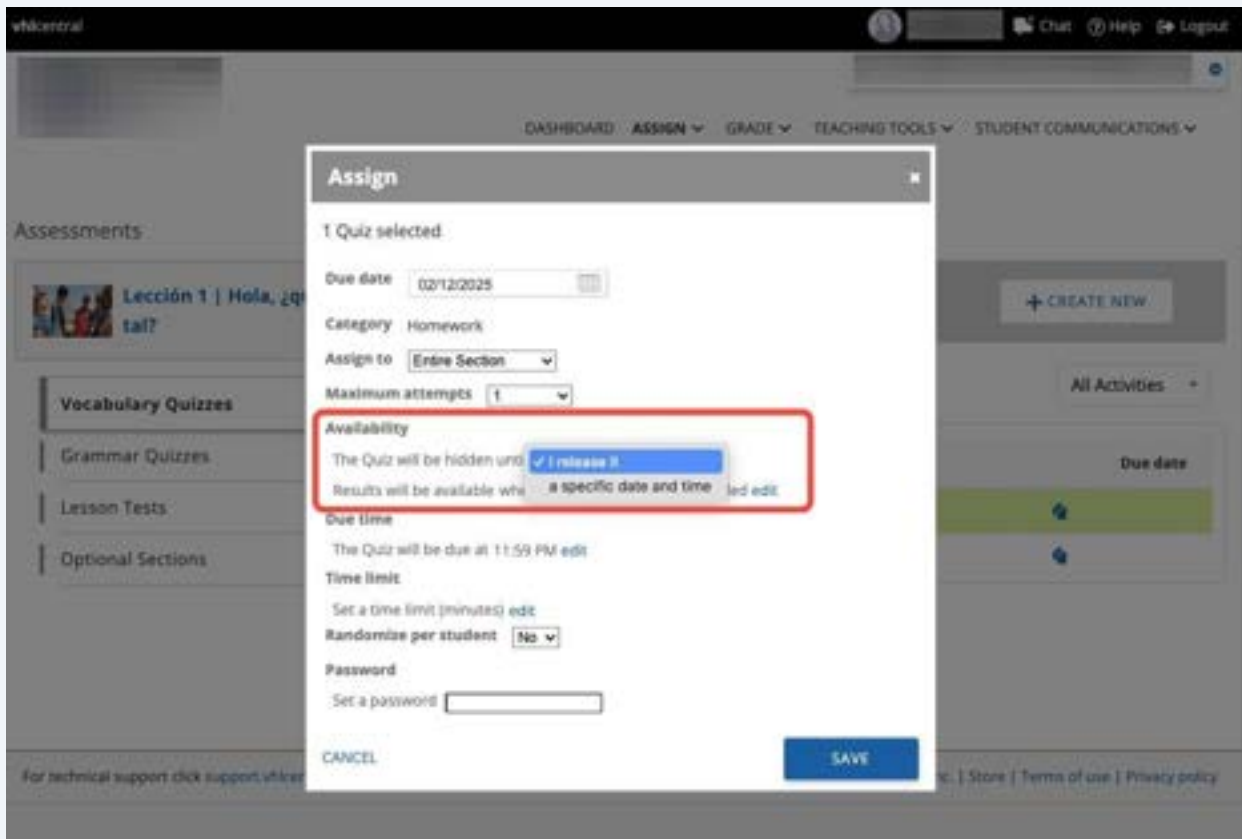 vhlcentral
Chat Help Logout
DASHBOARD ASSIGN GRADE TEACHING TOOLS STUDENT COMMUNICATIONS
Assign
Assessments
1 Quiz selected
Due date 02/12/2025
Lección 1 | Hola, ¿qu
tal?
+ CREATE NEW
Category Homework
Assign to Entire Section
Maximum attempts 1
All Activities
Vocabulary Quizzes
Availability
Grammar Quizzes
The Quiz will be hidden unti
✓ I release it
Due date
Results will be available whe
a specific date and time
ded edit
Lesson Tests
Due time
The Quiz will be due at 11:59 PM edit
Optional Sections
Time limit
Set a time limit (minutes) edit
Randomize per student No
Password
Set a password
CANCEL SAVE
For technical support click support.vhlcen
nc. | Store | Terms of use | Privacy policy